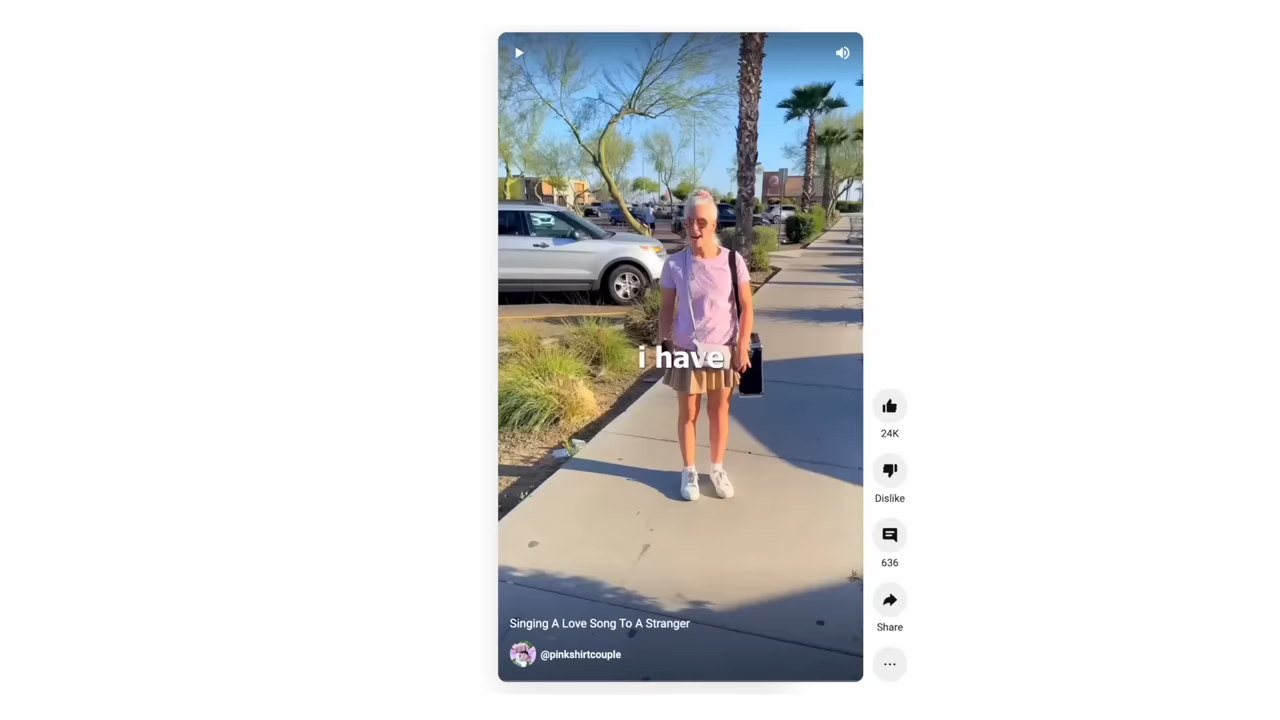 i have
24K
Dislike
636
Share
Singing A Love Song To A Stranger
@pinkshirtcouple